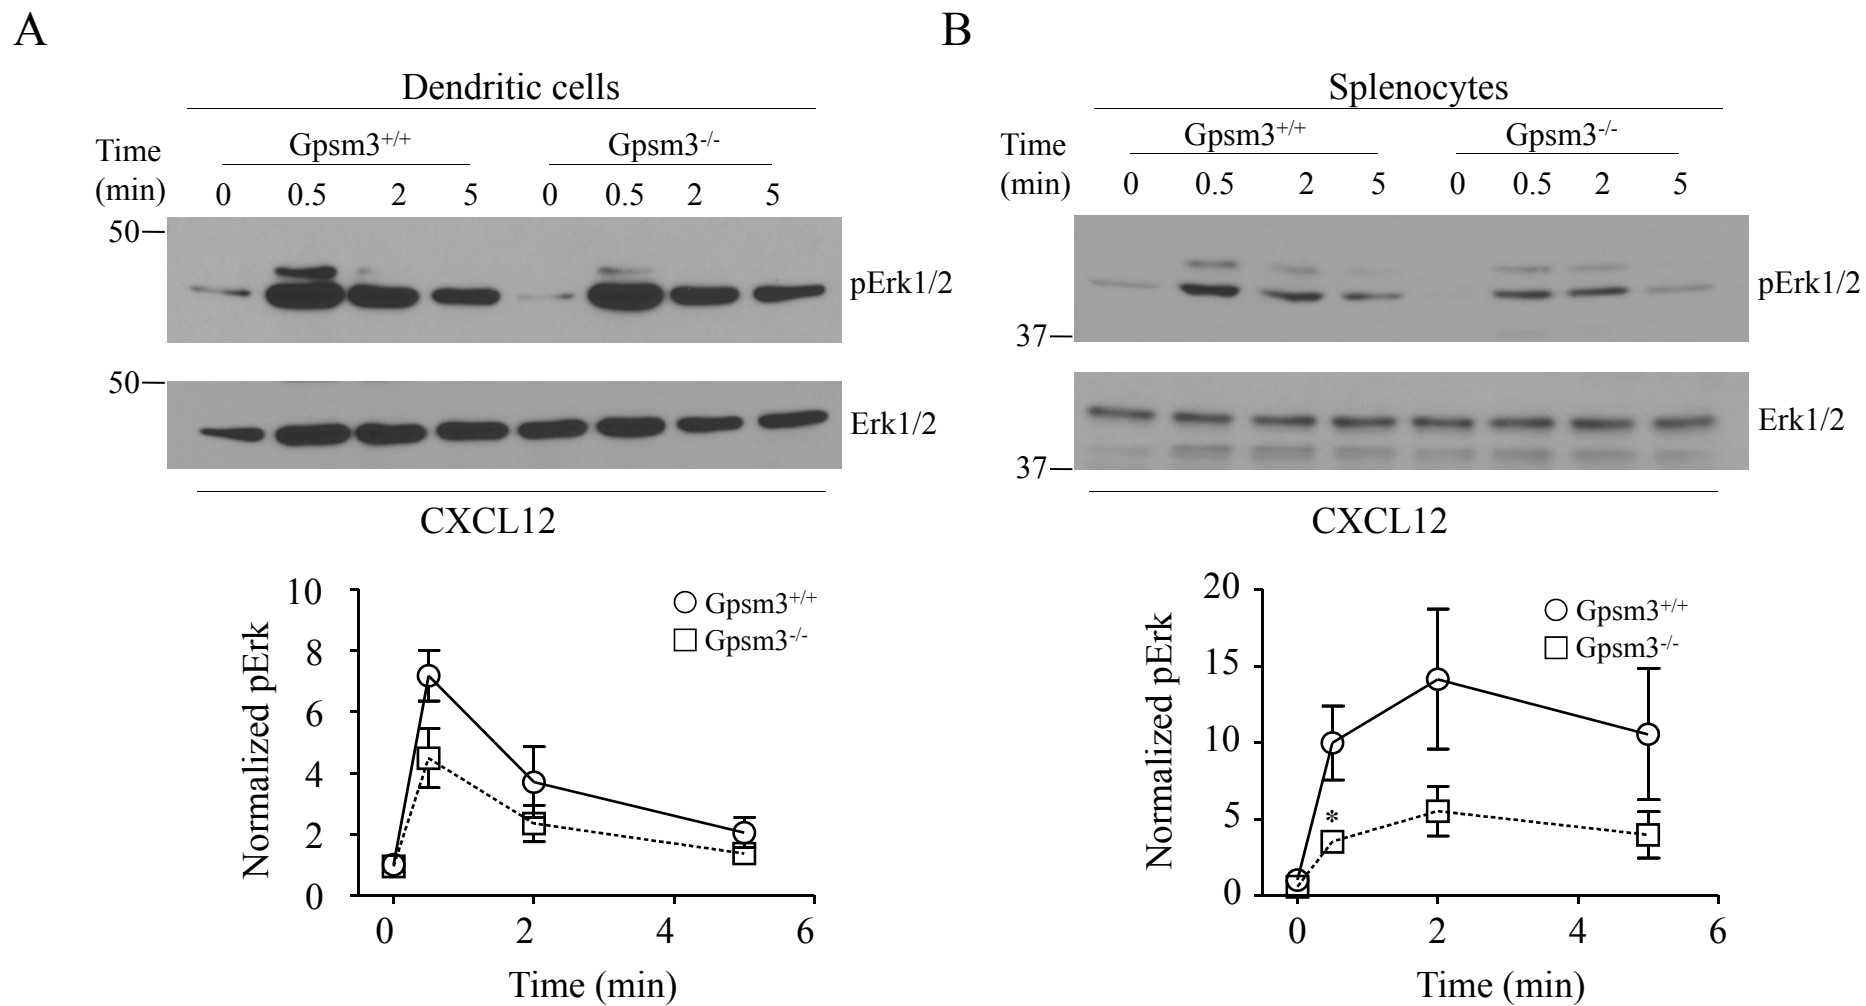 A
Dendritic cells
Time
(min)
Gpsm3+/+
Gpsm3-/-
0 0.5 2 5 0 0.5 2 5
50
pErk1/2
50
Erk1/2
CXCL12
10
8
6
4
2
0
Normalized pErk
Gpsm3+/+
Gpsm3-/-
0 2 4 6
Time (min)
B
Splenocytes
Time
(min)
Gpsm3+/+
Gpsm3-/-
0 0.5 2 5 0 0.5 2 5
pErk1/2
37
Erk1/2
37
CXCL12
20
15
10
5
0
Normalized pErk
Gpsm3+/+
Gpsm3-/-
*
0 2 4 6
Time (min)